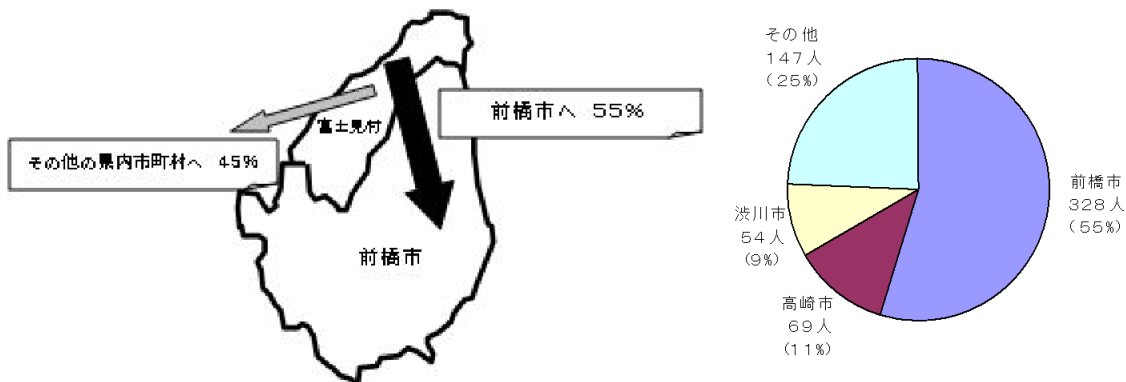 前橋市へ 55%
富士見村
その他の県内市町村へ 45%
前橋市
その他
147人
(25%)
前橋市
328人
(55%)
渋川市
54人
(9%)
高崎市
69人
(11%)